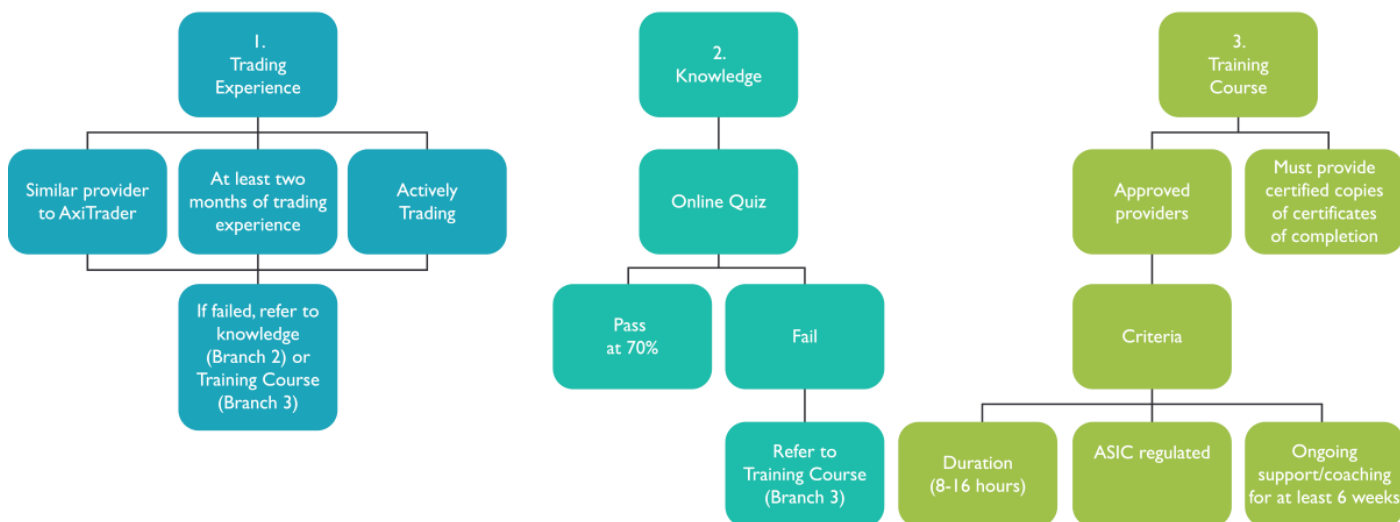 1.
Trading
Experience
Similar provider
to AxiTrader
At least two
months of trading
experience
Actively
Trading
If failed, refer to
knowledge
(Branch 2) or
Training Course
(Branch 3)
2.
Knowledge
Online Quiz
Pass
at 70%
Fail
Refer to
Training Course
(Branch 3)
3.
Training
Course
Approved
providers
Must provide
certified copies
of certificates
of completion
Criteria
Duration
(8-16 hours)
ASIC regulated
Ongoing
support/coaching
for at least 6 weeks